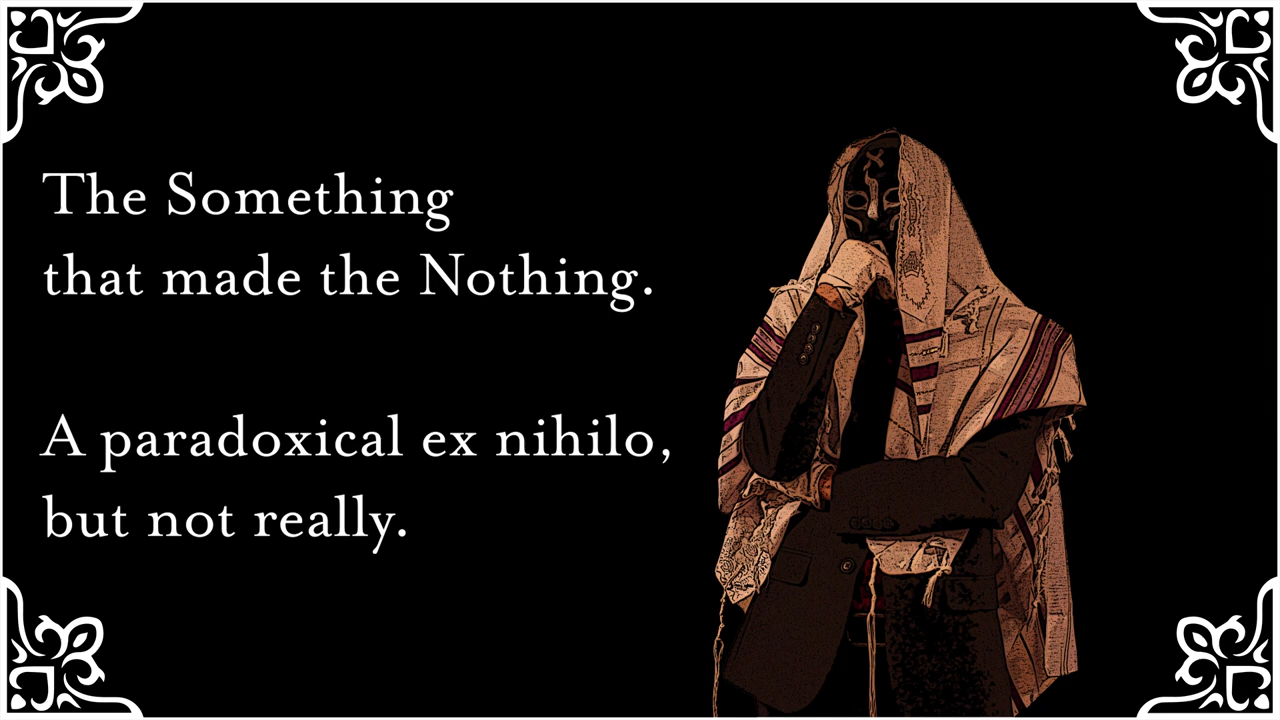 The Something
that made the Nothing.
A paradoxical ex nihilo,
but not really.